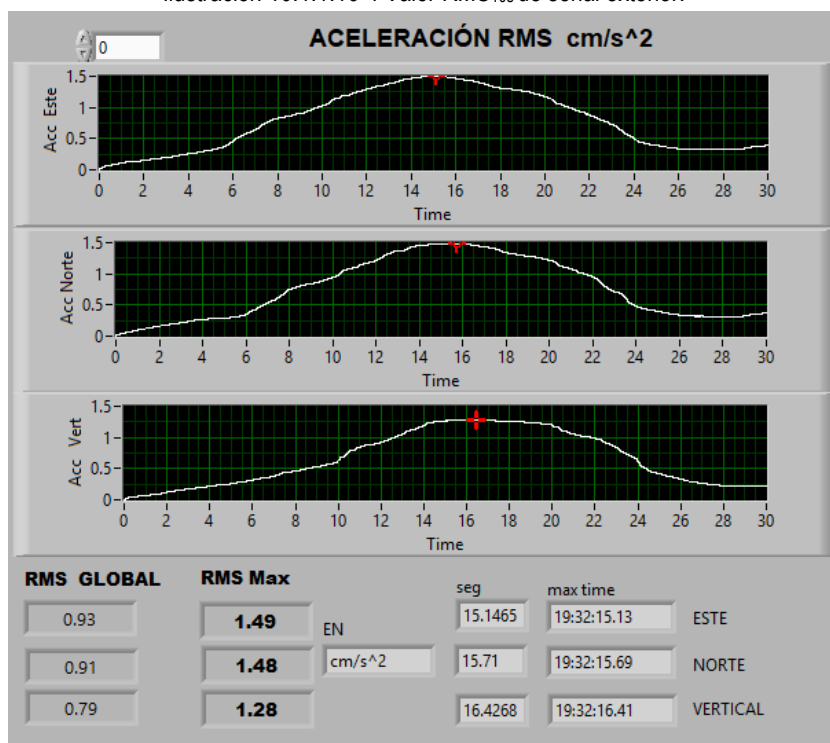 ACELERACIÓN RMS cm/s^2
0
Acc Este
1.5
1
0.5
0
0 2 4 6 8 10 12 14 16 18 20 22 24 26 28 30
Time
Acc Norte
1.5
1
0.5
0
0 2 4 6 8 10 12 14 16 18 20 22 24 26 28 30
Time
Acc Vert
1.5
1
0.5
0
0 2 4 6 8 10 12 14 16 18 20 22 24 26 28 30
Time
RMS GLOBAL RMS Max seg max time
0.93 1.49 15.1465 19:32:15.13 ESTE
EN
0.91 1.48 cm/s^2 15.71 19:32:15.69 NORTE
0.79 1.28 16.4268 19:32:16.41 VERTICAL